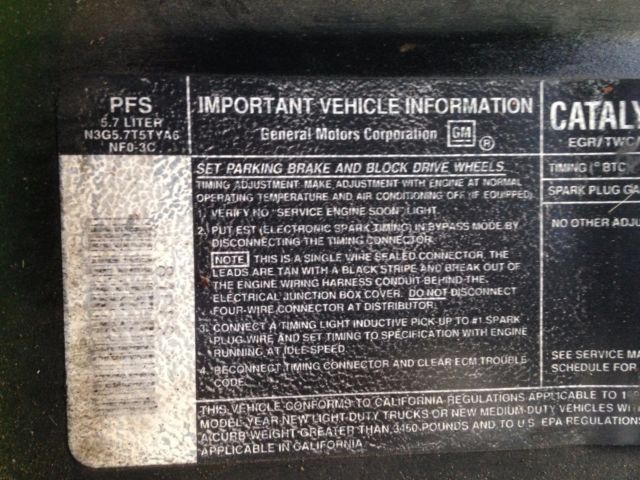 PFS
5.7 LITER
N3G5.7T5TYA6
NF0-3C
IMPORTANT VEHICLE INFORMATION
General Motors Corporation GM ®
SET PARKING BRAKE AND BLOCK DRIVE WHEELS.
TIMING ADJUSTMENT: MAKE ADJUSTMENT WITH ENGINE AT NORMAL
OPERATING TEMPERATURE AND AIR CONDITIONING OFF (IF EQUIPPED).
1. VERIFY NO "SERVICE ENGINE SOON" LIGHT.
2. PUT EST (ELECTRONIC SPARK TIMING) IN BYPASS MODE BY
DISCONNECTING THE TIMING CONNECTOR.
NOTE THIS IS A SINGLE WIRE SEALED CONNECTOR. THE
LEADS ARE TAN WITH A BLACK STRIPE AND BREAK OUT OF
THE ENGINE WIRING HARNESS CONDUIT BEHIND THE
ELECTRICAL JUNCTION BOX COVER. DO NOT DISCONNECT
FOUR-WIRE CONNECTOR AT DISTRIBUTOR.
3. CONNECT A TIMING LIGHT INDUCTIVE PICK-UP TO #1 SPARK
PLUG WIRE AND SET TIMING TO SPECIFICATION WITH ENGINE
RUNNING AT IDLE SPEED.
4. RECONNECT TIMING CONNECTOR AND CLEAR ECM TROUBLE
CODE.
THIS VEHICLE CONFORMS TO CALIFORNIA REGULATIONS APPLICABLE TO 1
MODEL YEAR NEW LIGHT DUTY TRUCKS OR NEW MEDIUM-DUTY VEHICLES WI
A CURB WEIGHT GREATER THAN 3450 POUNDS AND TO U.S. EPA REGULATIONS
APPLICABLE IN CALIFORNIA.
CATALY
EGR/TWC/
TIMING (° BTC)
SPARK PLUG GA
NO OTHER ADJU
SEE SERVICE MA
SCHEDULE FOR